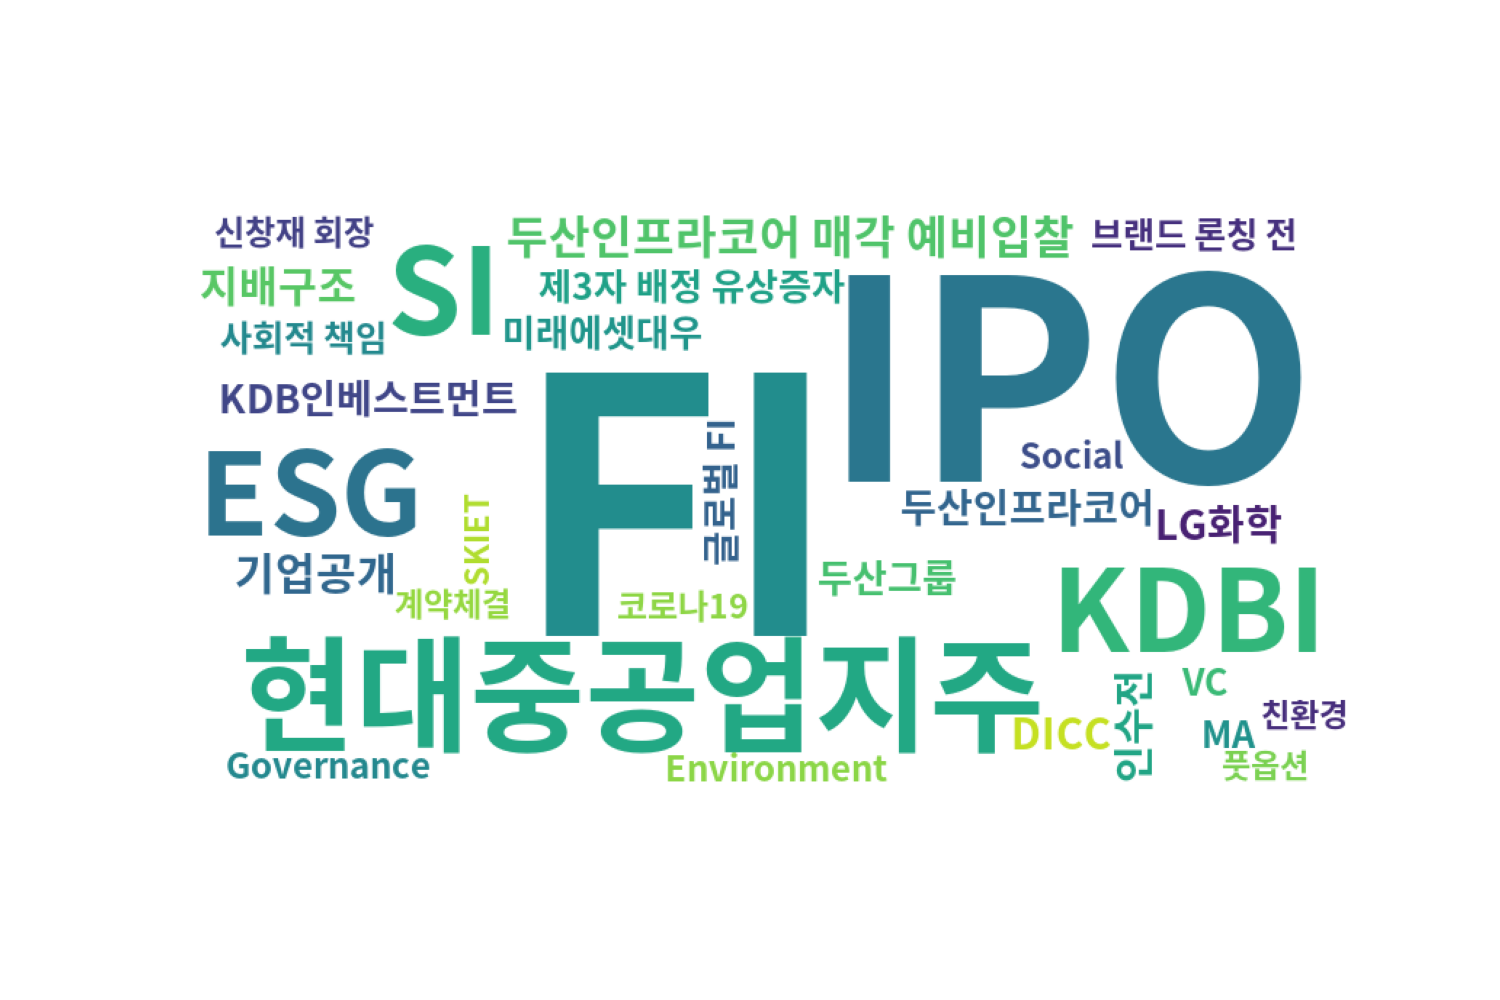 신창재 회장
SI
두산인프라코어 매각 예비입찰
브랜드 론칭 전
지배구조
제3자 배정 유상증자
IPO
사회적 책임
미래에셋대우
KDB인베스트먼트
FI
글로벌 FI
Social
ESG
SKIET
두산인프라코어
LG화학
기업공개
계약체결
코로나19
두산그룹
KDBI
현대중공업지주
DICC
인수전
VC
MA
친환경
Governance
Environment
풋옵션